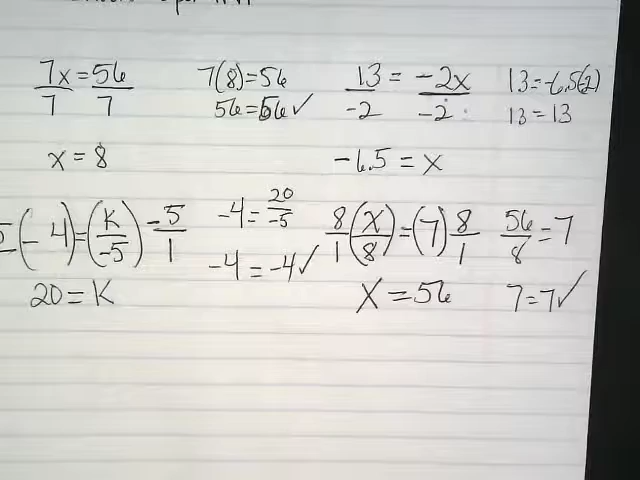 7x = 56 7(8) = 56 13 = -2x 13 = -6.5(-2)
7 7 56 = 56 ✓ -2 -2 13 = 13
x = 8 -6.5 = x
(-4) = (K/-5) -5/1 -4 = 20/-5 8/1 (x/8) = (7) 8/1 56/8 = 7
-4 = -4 ✓
20 = K X = 56 7 = 7 ✓